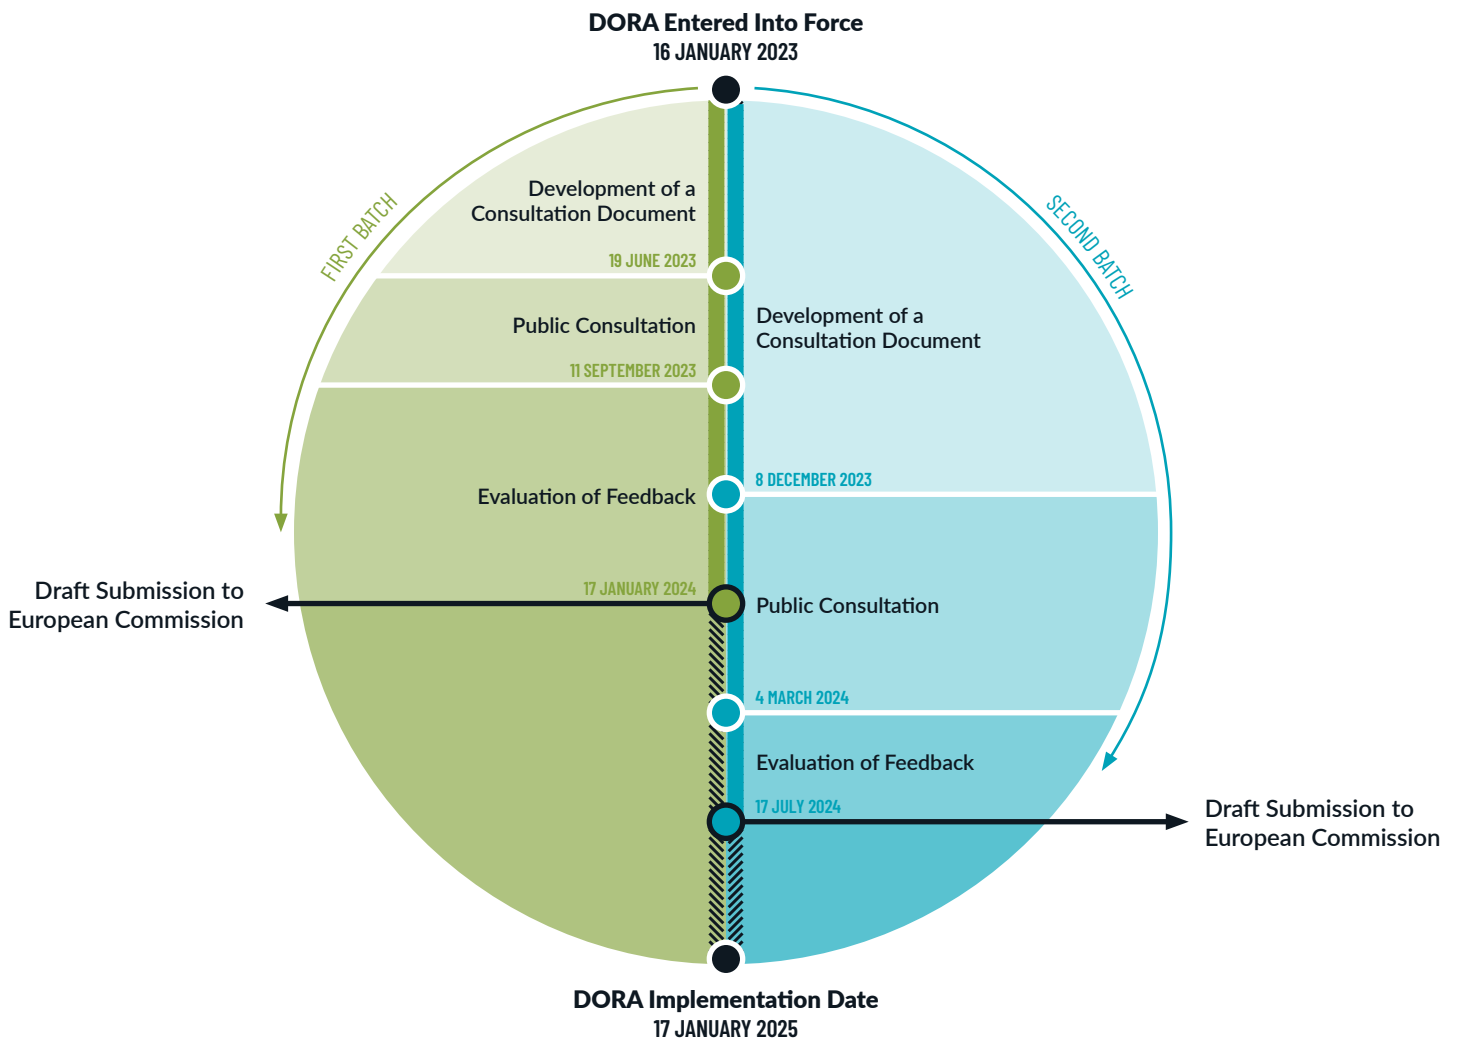 DORA Entered Into Force
16 JANUARY 2023
FIRST BATCH
Development of a
Consultation Document
19 JUNE 2023
Public Consultation
11 SEPTEMBER 2023
Evaluation of Feedback
17 JANUARY 2024
Draft Submission to
European Commission
SECOND BATCH
Development of a
Consultation Document
8 DECEMBER 2023
Public Consultation
4 MARCH 2024
Evaluation of Feedback
17 JULY 2024
Draft Submission to
European Commission
DORA Implementation Date
17 JANUARY 2025